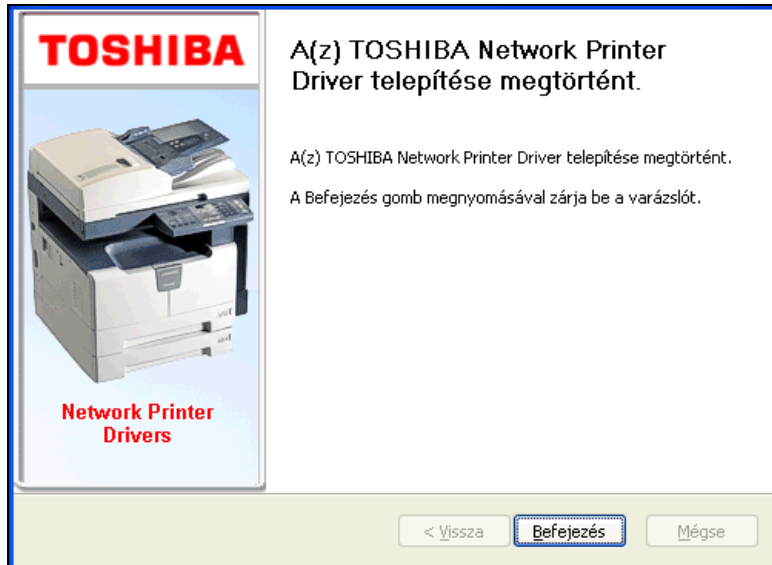 TOSHIBA
A(z) TOSHIBA Network Printer
Driver telepítése megtörtént.
A(z) TOSHIBA Network Printer Driver telepítése megtörtént.
A Befejezés gomb megnyomásával zárja be a varázslót.
Network Printer
Drivers
< Vissza
Befejezés
Mégse